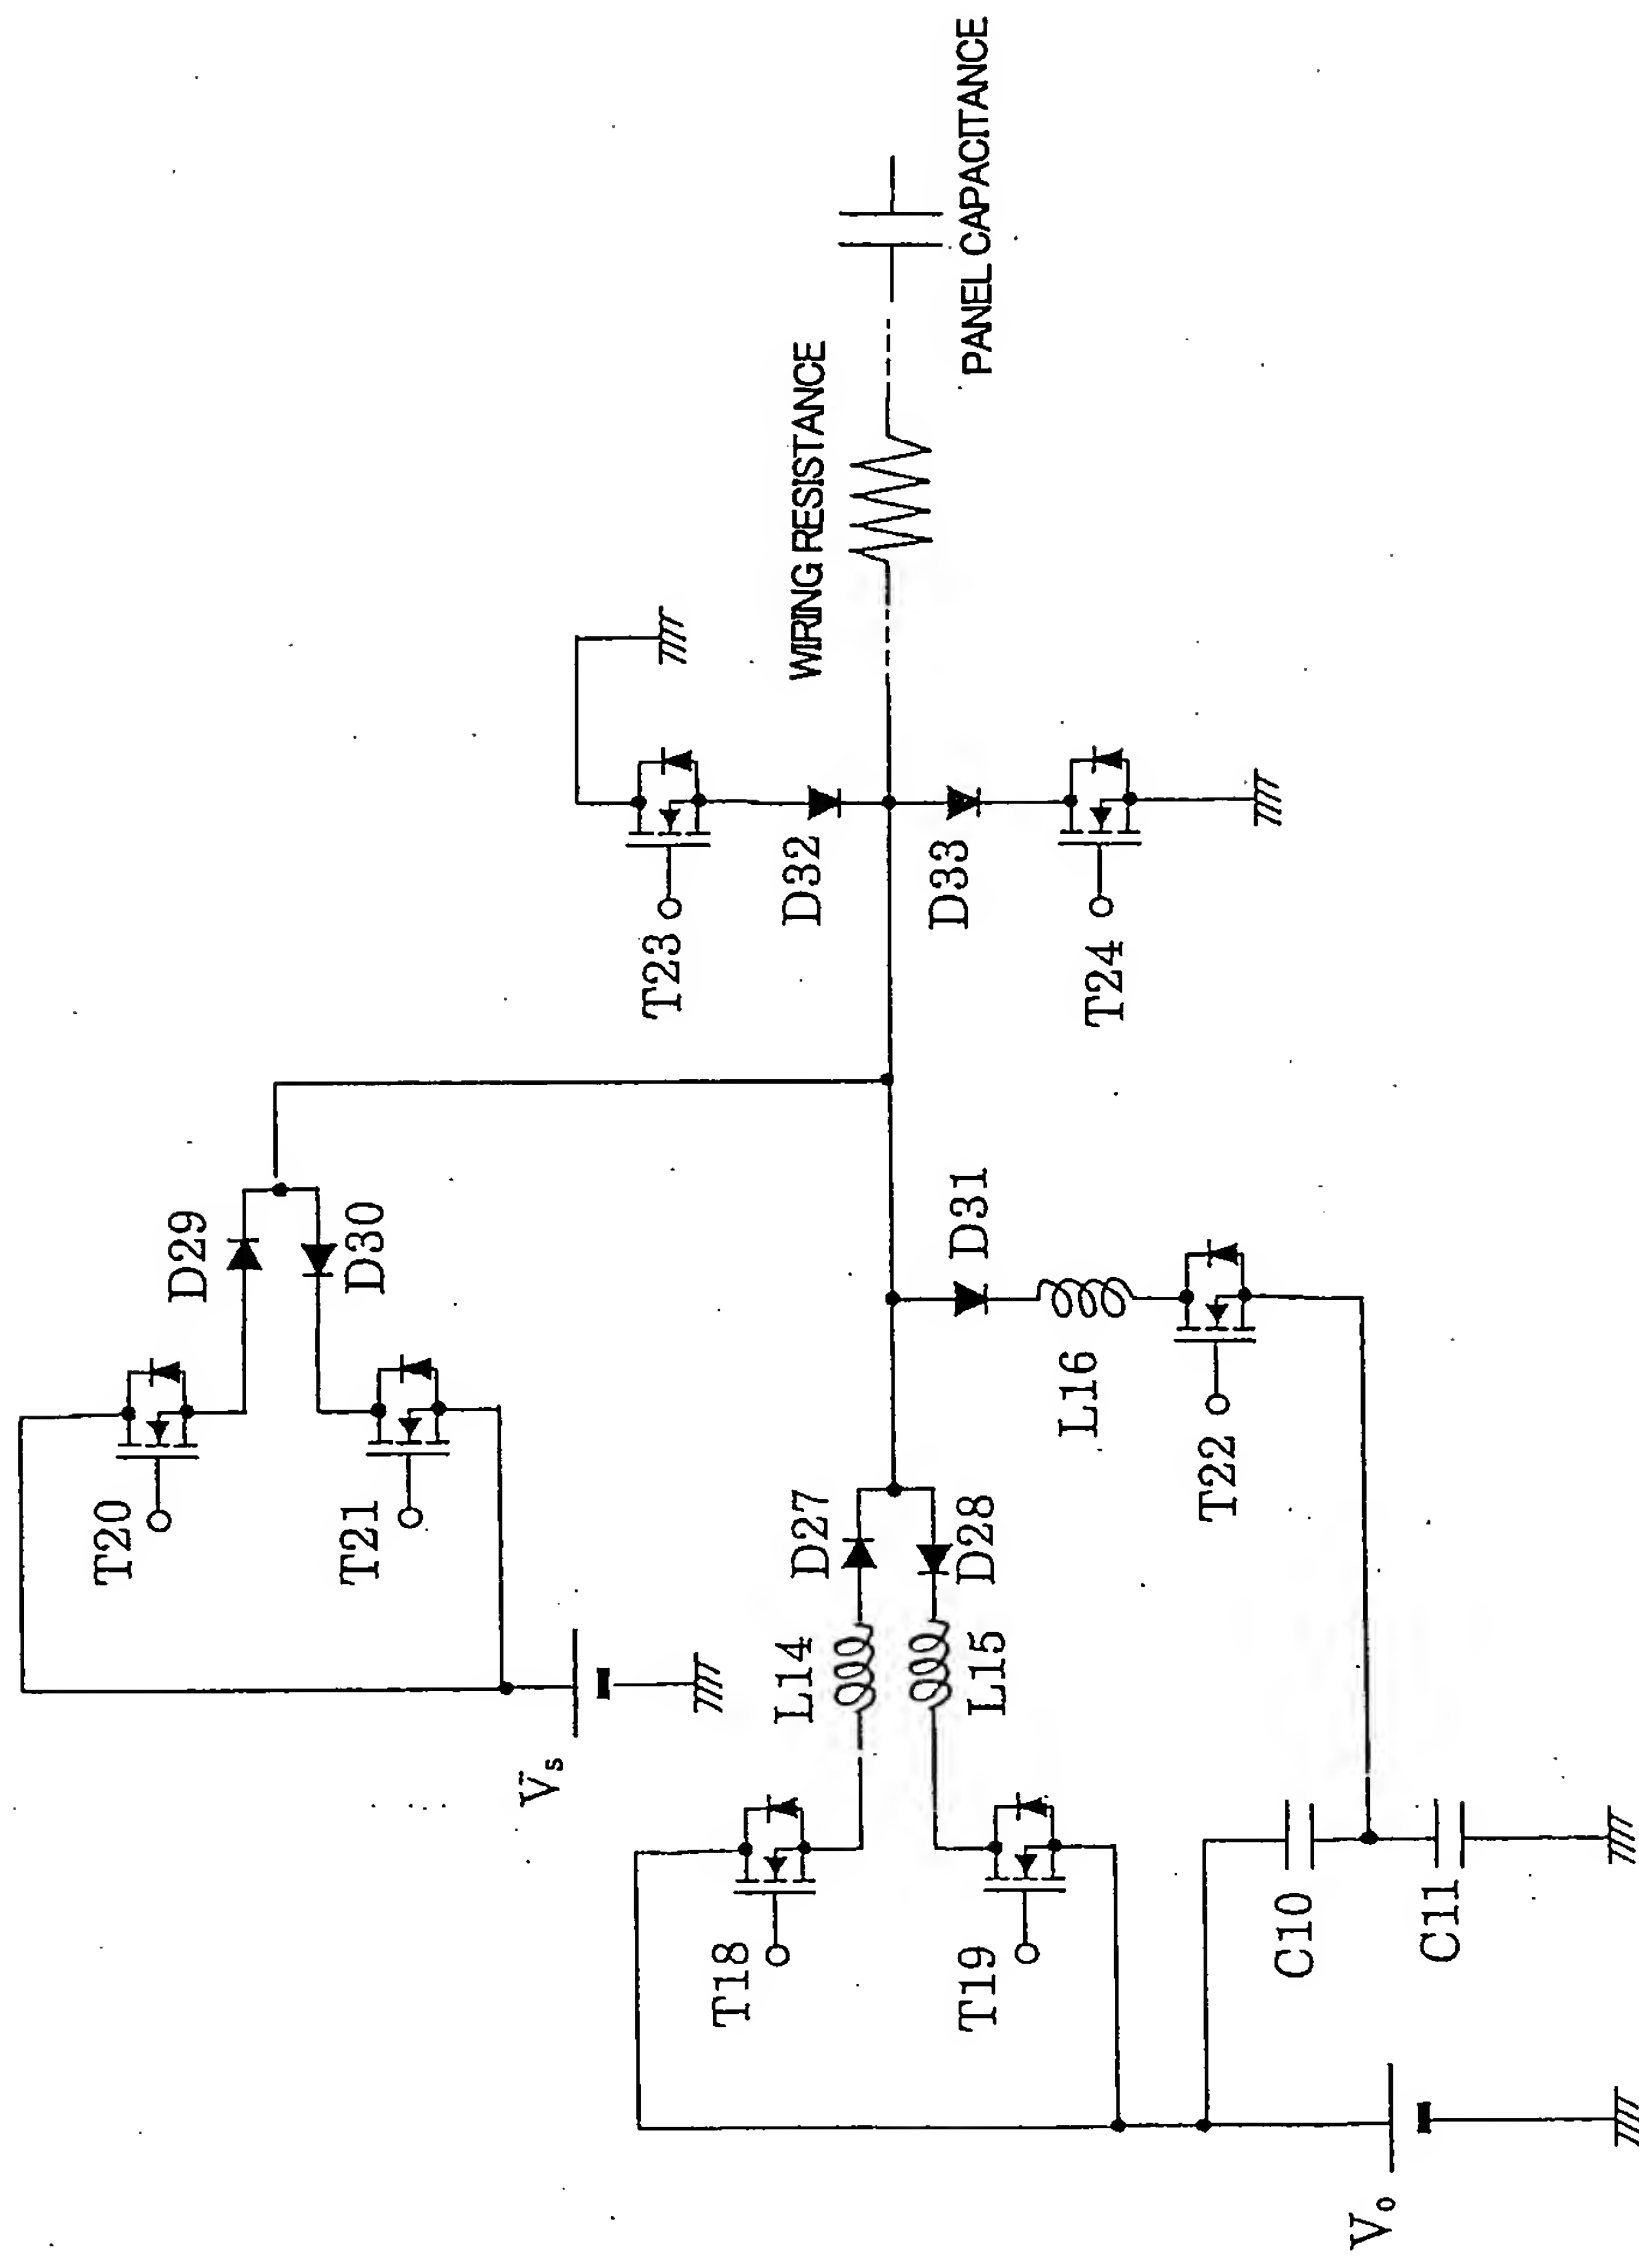 T20
D29
T21
D30
Vs
T18
L14
D27
T19
L15
D28
L16
D31
T22
T23
D32
D33
T24
WIRING RESISTANCE
PANEL CAPACITANCE
C10
C11
V0